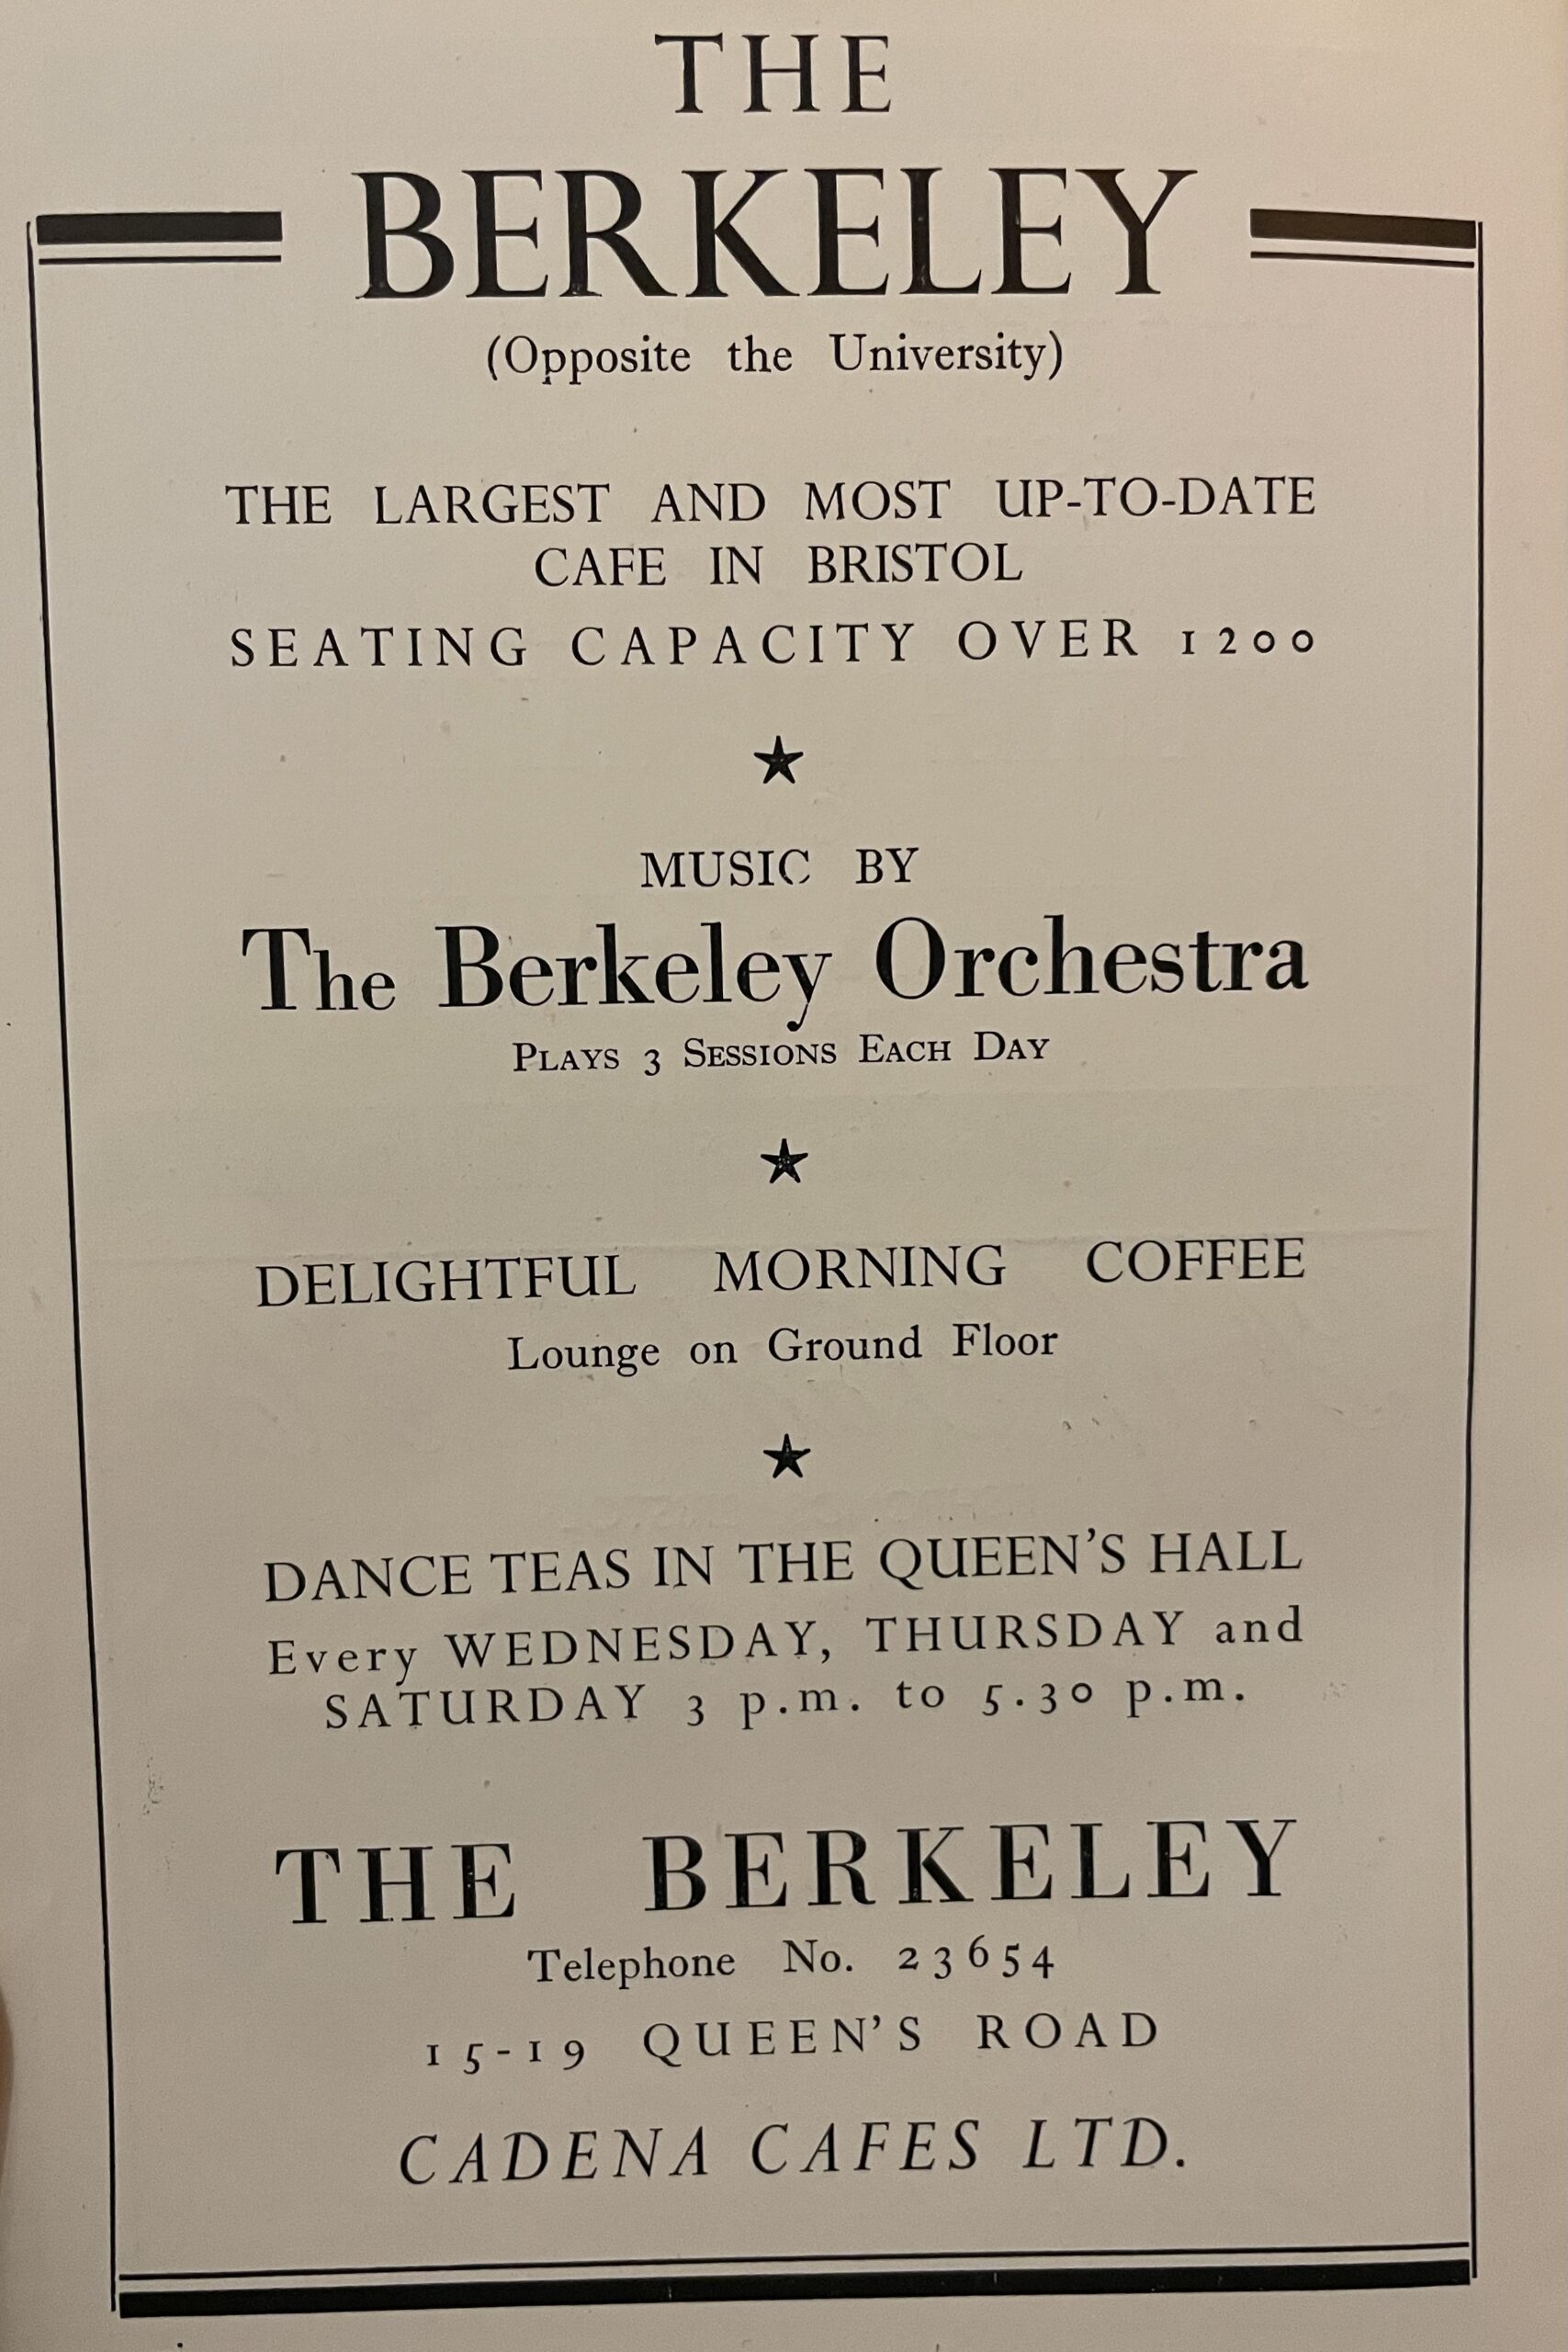 THE
BERKELEY
(Opposite the University)
THE LARGEST AND MOST UP-TO-DATE
CAFE IN BRISTOL
SEATING CAPACITY OVER 1200
MUSIC BY
The Berkeley Orchestra
PLAYS 3 SESSIONS EACH DAY
DELIGHTFUL MORNING COFFEE
Lounge on Ground Floor
DANCE TEAS IN THE QUEEN'S HALL
Every WEDNESDAY, THURSDAY and
SATURDAY 3 p.m. to 5.30 p.m.
THE BERKELEY
Telephone No. 23654
15-19 QUEEN'S ROAD
CADENA CAFES LTD.